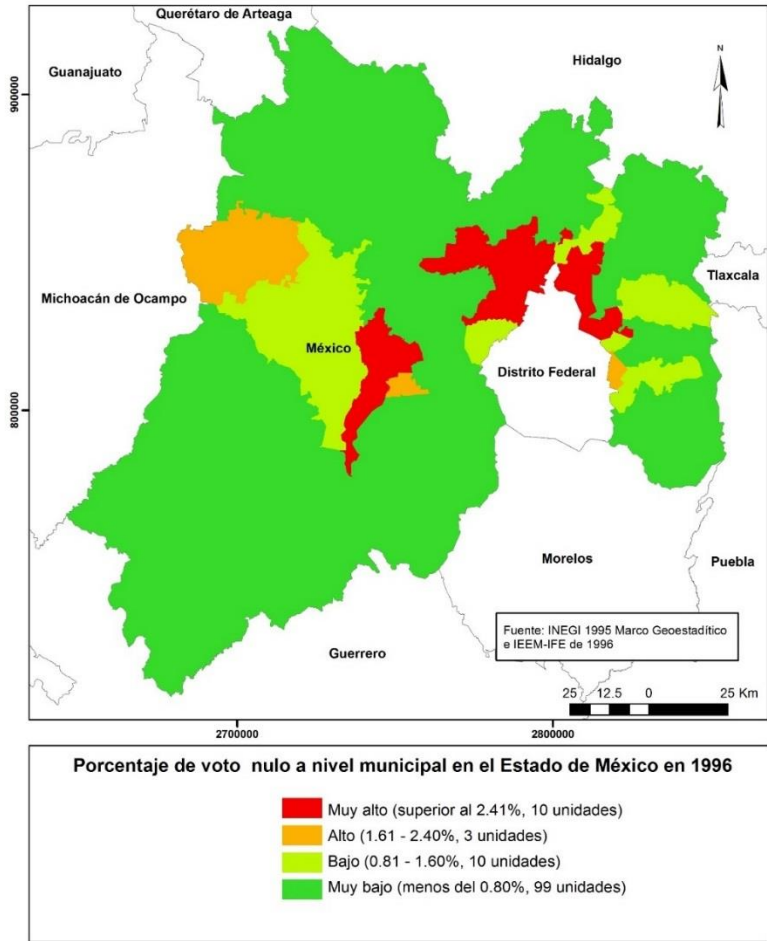 Querétaro de Arteaga
Guanajuato
Hidalgo
N
900000
Tlaxcala
Michoacán de Ocampo
México
Distrito Federal
800000
Morelos
Puebla
Fuente: INEGI 1995 Marco Geoestadítico
e IEEM-IFE de 1996
Guerrero
25 12.5 0 25 Km
2700000 2800000
Porcentaje de voto nulo a nivel municipal en el Estado de México en 1996
Muy alto (superior al 2.41%, 10 unidades)
Alto (1.61 - 2.40%, 3 unidades)
Bajo (0.81 - 1.60%, 10 unidades)
Muy bajo (menos del 0.80%, 99 unidades)